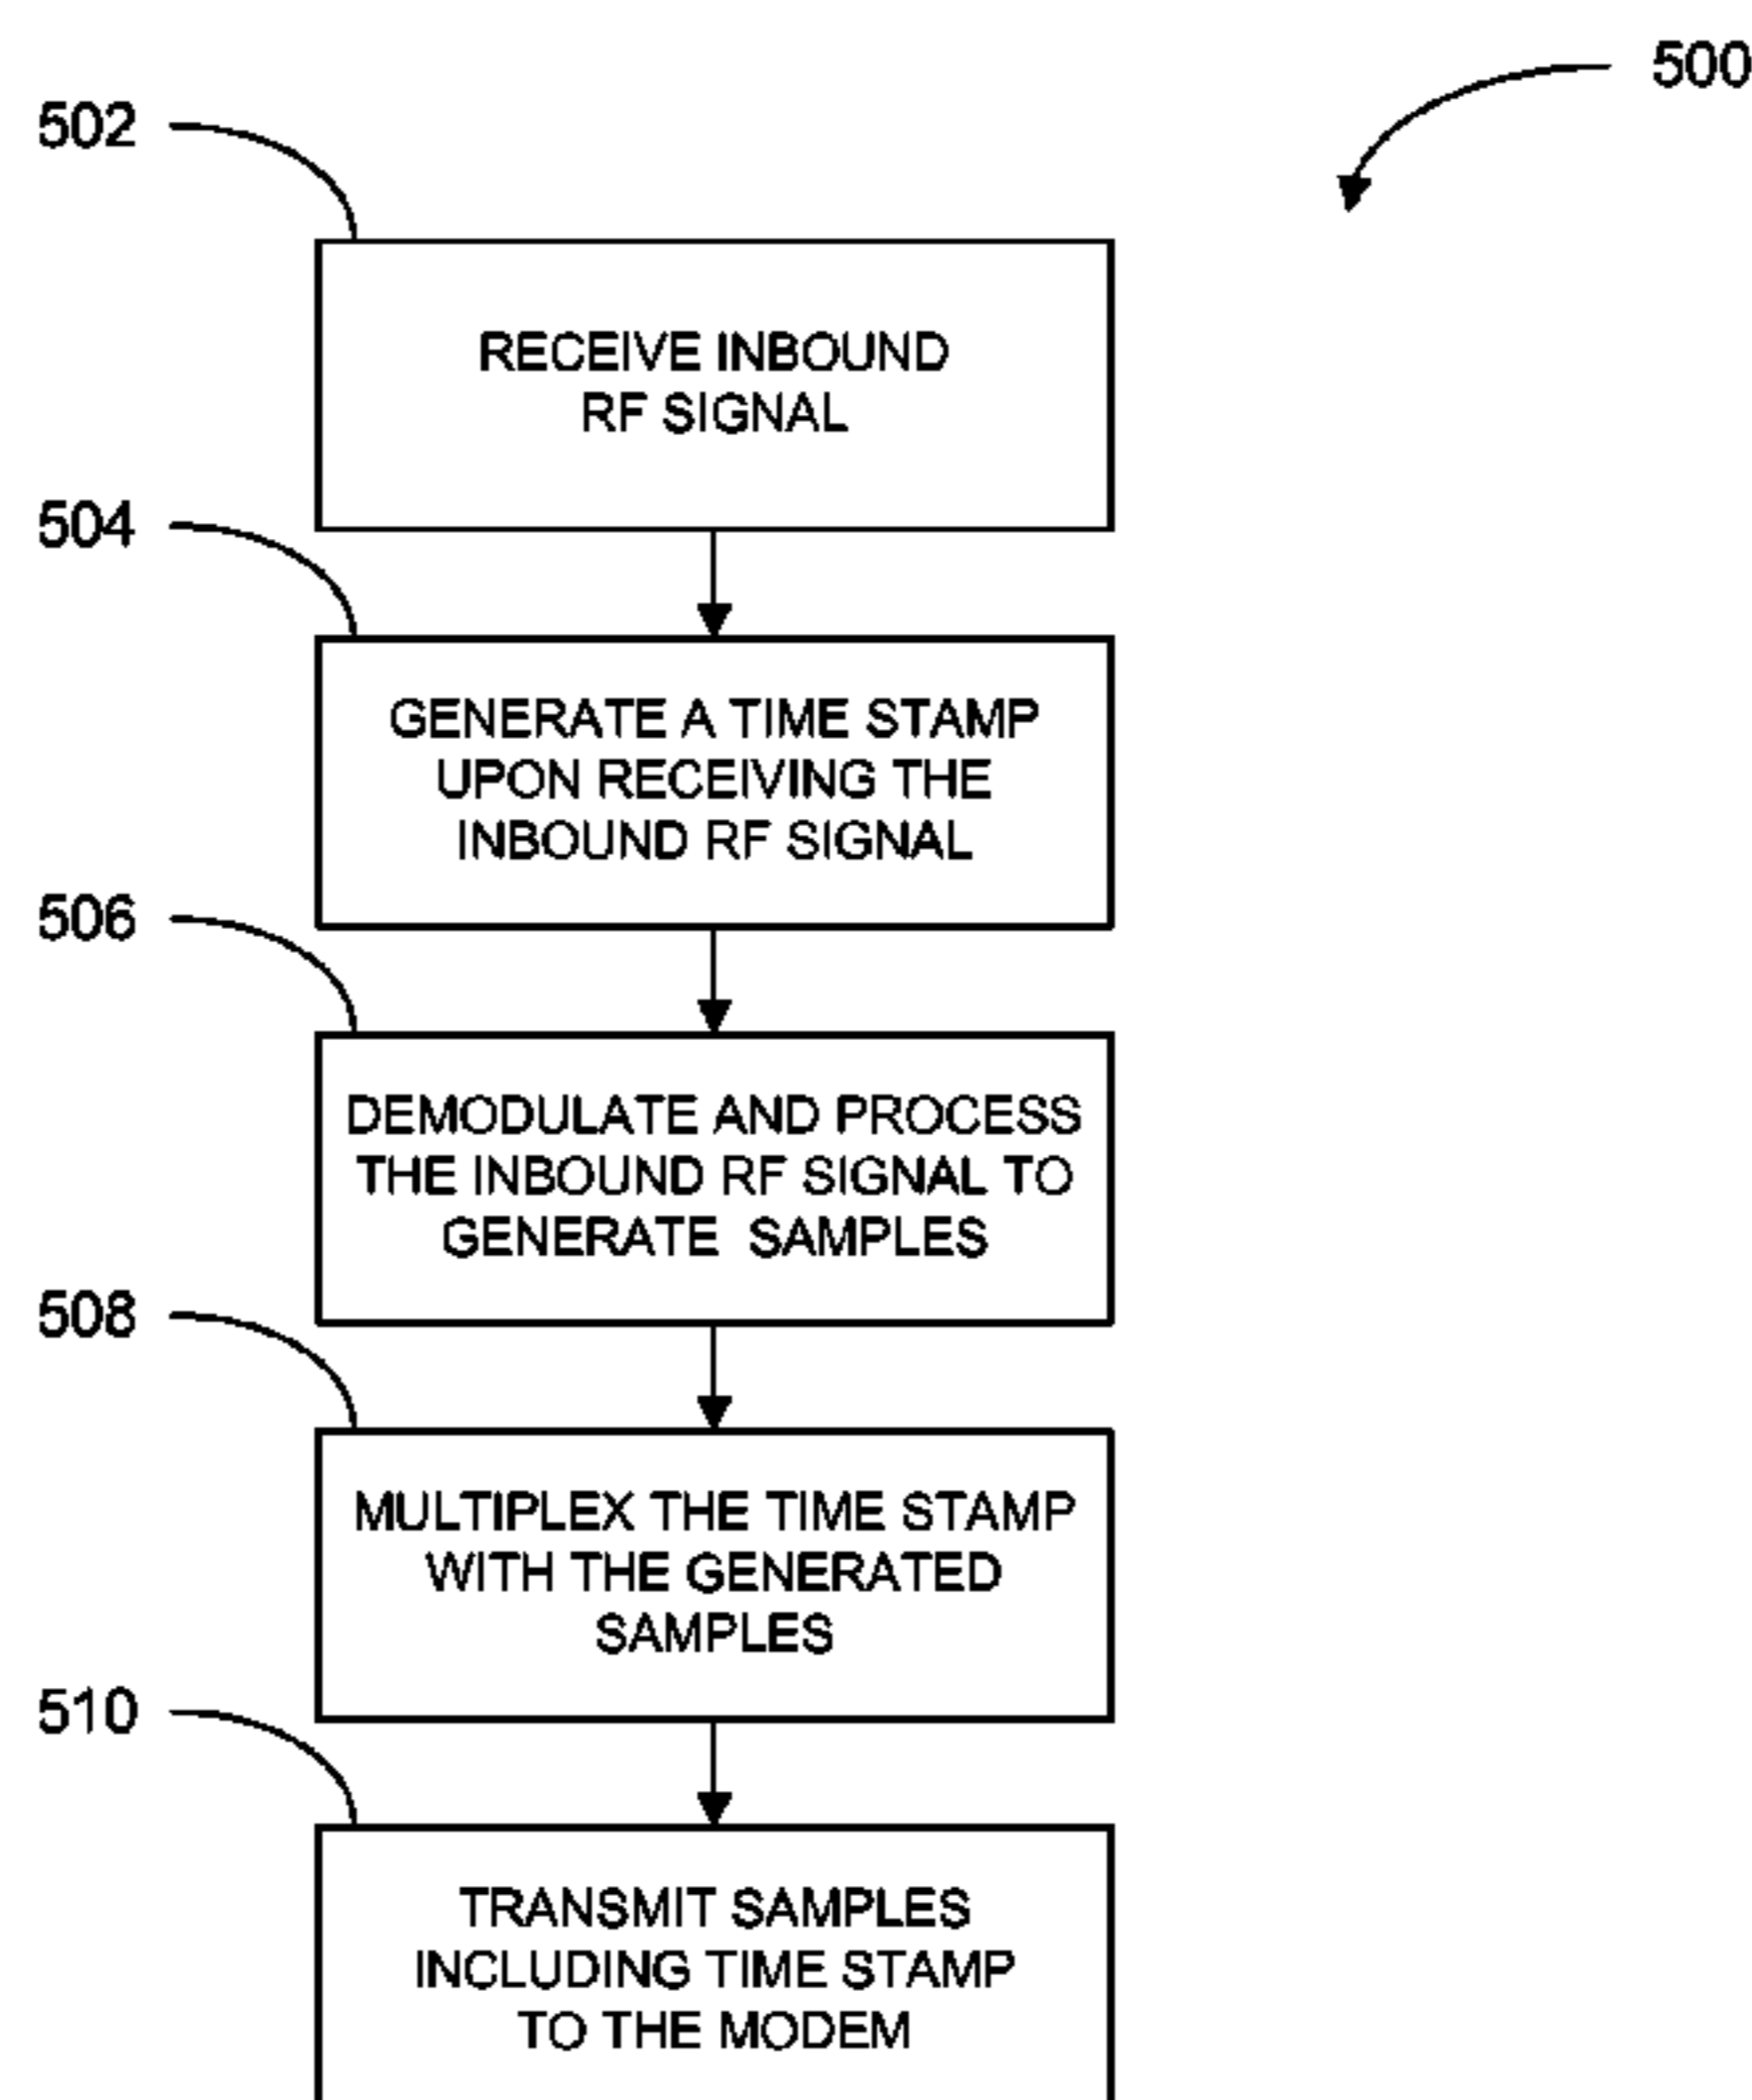 500
502
RECEIVE INBOUND
RF SIGNAL
504
GENERATE A TIME STAMP
UPON RECEIVING THE
INBOUND RF SIGNAL
506
DEMODULATE AND PROCESS
THE INBOUND RF SIGNAL TO
GENERATE SAMPLES
508
MULTIPLEX THE TIME STAMP
WITH THE GENERATED
SAMPLES
510
TRANSMIT SAMPLES
INCLUDING TIME STAMP
TO THE MODEM